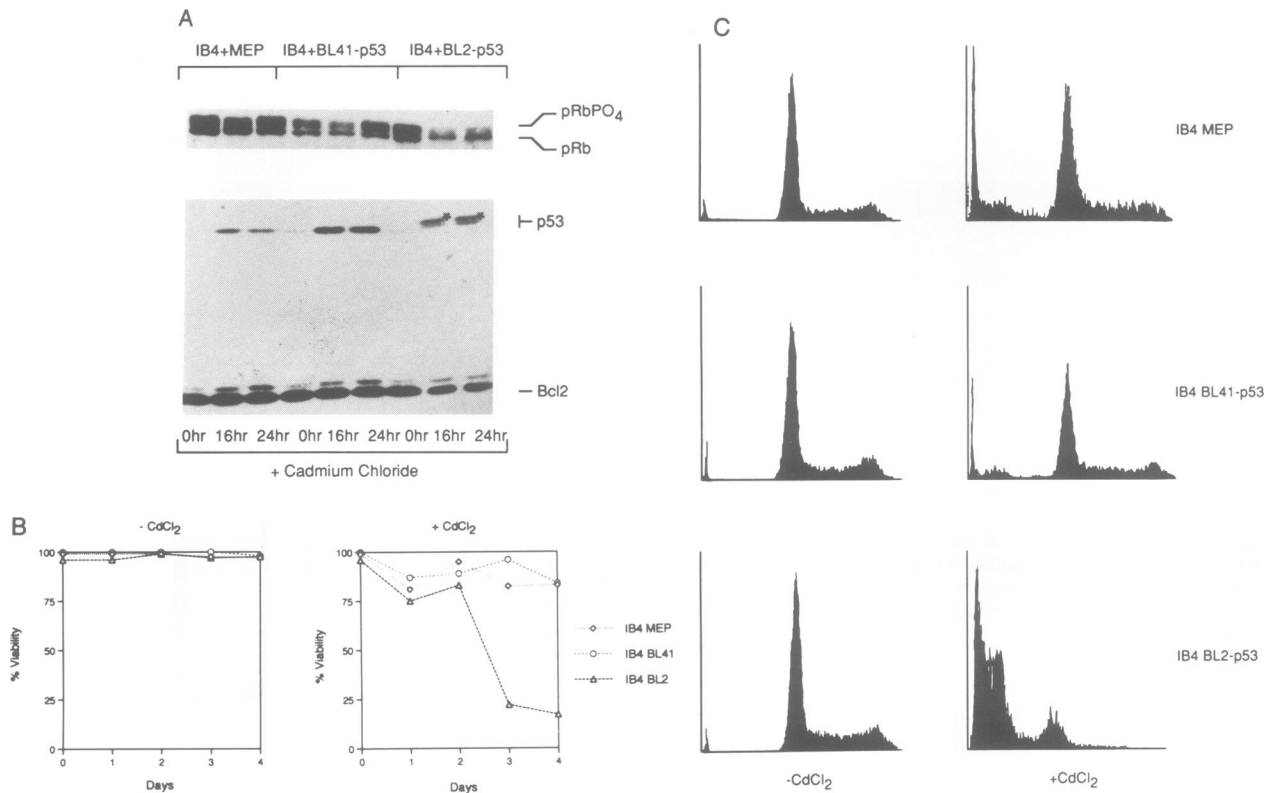 A
IB4+MEP IB4+BL41-p53 IB4+BL2-p53
pRbPO4
pRb
p53
Bcl2
0hr 16hr 24hr 0hr 16hr 24hr 0hr 16hr 24hr
+ Cadmium Chloride
B
- CdCl2
100
75
50
25
0
% Viability
0 1 2 3 4
Days
+ CdCl2
100
75
50
25
0
% Viability
0 1 2 3 4
Days
IB4 MEP
IB4 BL41
IB4 BL2
C
IB4 MEP
IB4 BL41-p53
IB4 BL2-p53
-CdCl2
+CdCl2